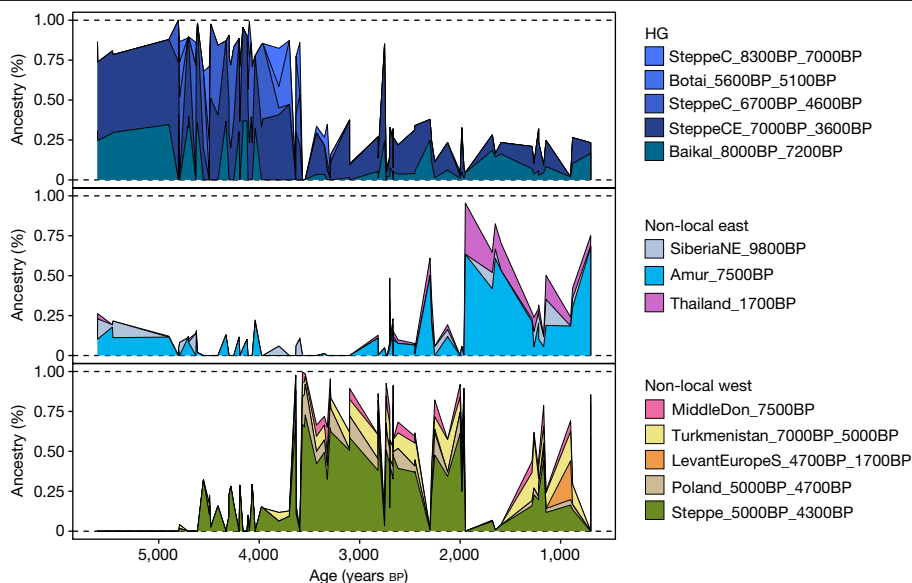 1.00
0.75
0.50
0.25
0
Ancestry (%)
HG
SteppeC_8300BP_7000BP
Botai_5600BP_5100BP
SteppeC_6700BP_4600BP
SteppeCE_7000BP_3600BP
Baikal_8000BP_7200BP
1.00
0.75
0.50
0.25
0
Ancestry (%)
Non-local east
SiberiaNE_9800BP
Amur_7500BP
Thailand_1700BP
1.00
0.75
0.50
0.25
0
Ancestry (%)
Non-local west
MiddleDon_7500BP
Turkmenistan_7000BP_5000BP
LevantEuropeS_4700BP_1700BP
Poland_5000BP_4700BP
Steppe_5000BP_4300BP
5,000 4,000 3,000 2,000 1,000
Age (years BP)